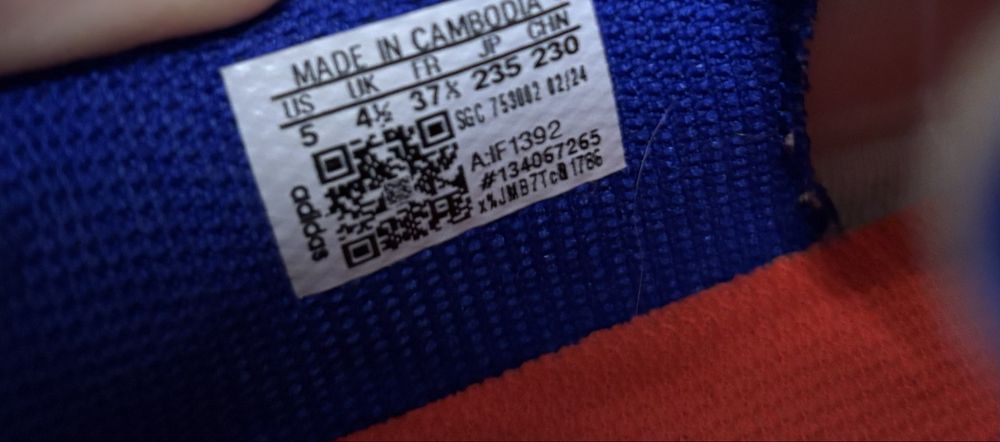 MADE IN CAMBODIA
US UK FR JP CHN
5 4½ 37⅓ 235 230
SGC 753002 02/24
A:IF1392
#134067265
adidas